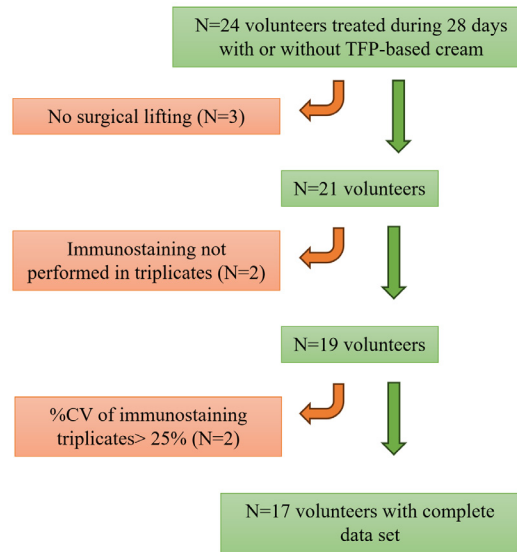 N=24 volunteers treated during 28 days
with or without TFP-based cream
No surgical lifting (N=3)
N=21 volunteers
Immunostaining not
performed in triplicates (N=2)
N=19 volunteers
%CV of immunostaining
triplicates> 25% (N=2)
N=17 volunteers with complete
data set